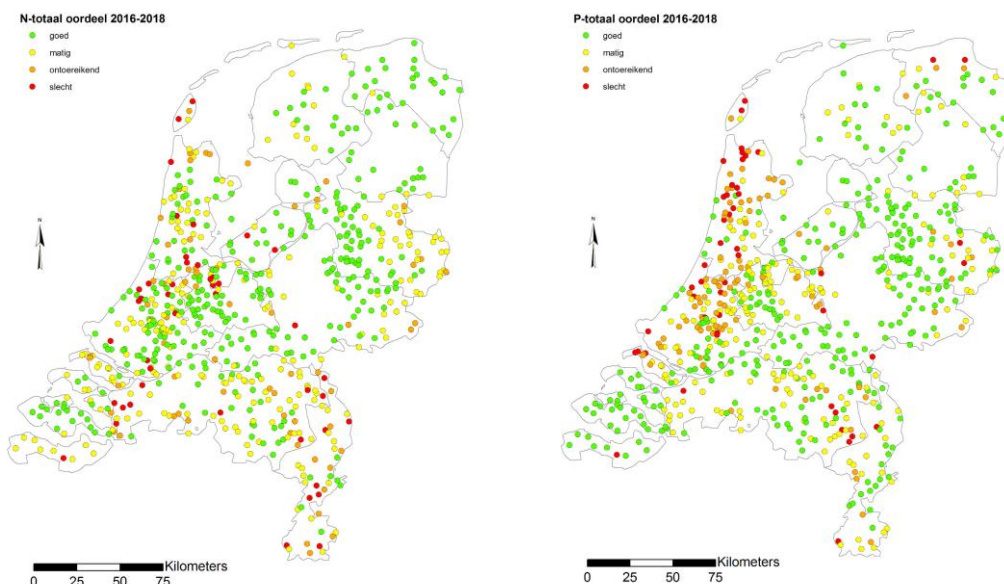 N-totaal oordeel 2016-2018
goed
matig
ontoereikend
slecht
N
Kilometers
0 25 50 75
P-totaal oordeel 2016-2018
goed
matig
ontoereikend
slecht
N
Kilometers
0 25 50 75